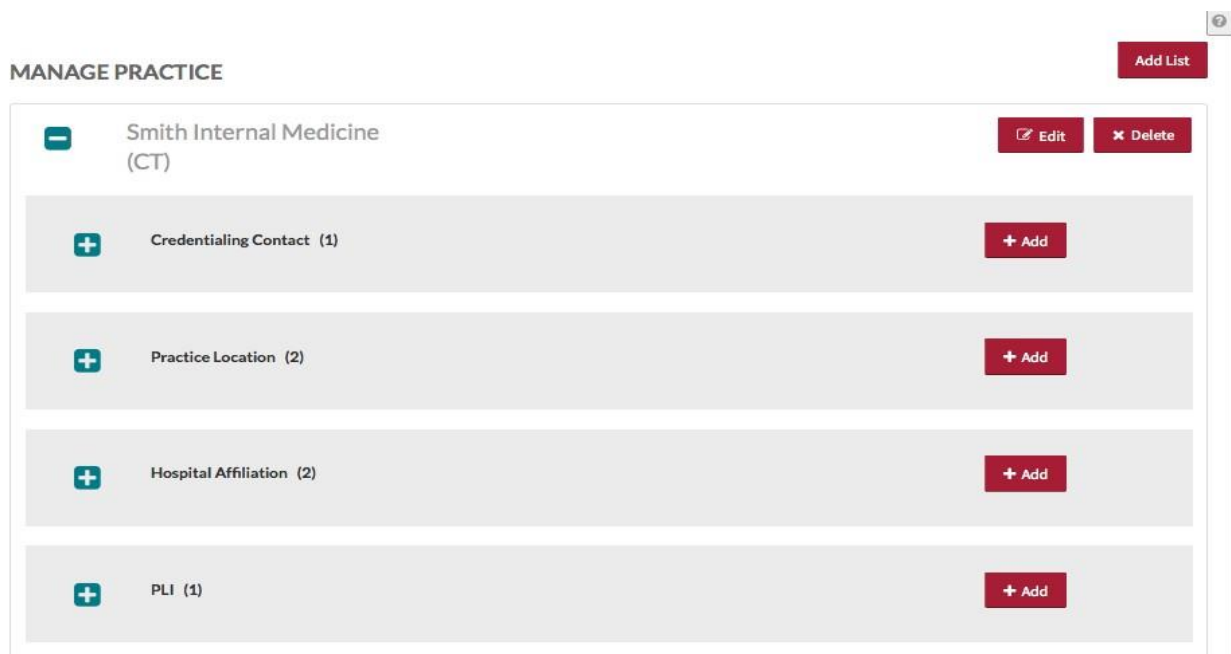 Add List
MANAGE PRACTICE
Smith Internal Medicine
(CT)
Edit
Delete
Credentialing Contact (1)
Add
Practice Location (2)
Add
Hospital Affiliation (2)
Add
PLI (1)
Add